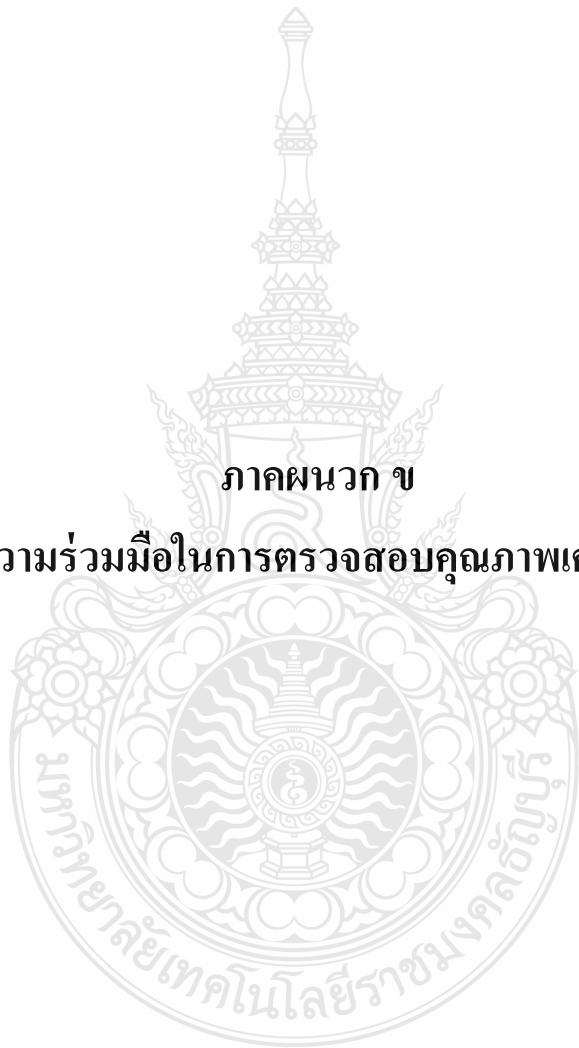 ภาคผนวก ข
วามร่วมมือในการตรวจสอบคุณภาพเค
มหาวิทยาลัยเทคโนโลยีราชมงคลธัญบุรี